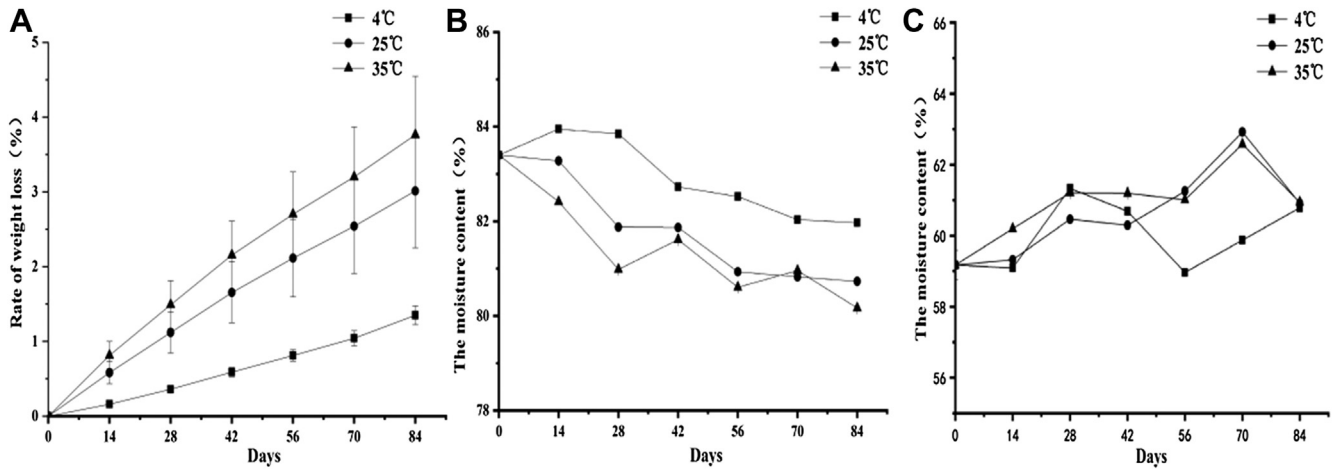 A
4℃
25℃
35℃
Rate of weight loss（%）
5
4
3
2
1
0
0 14 28 42 56 70 84
Days
B
4℃
25℃
35℃
The moisture content（%）
86
84
82
80
78
0 14 28 42 56 70 84
Days
C
4℃
25℃
35℃
The moisture content（%）
66
64
62
60
58
56
0 14 28 42 56 70 84
Days